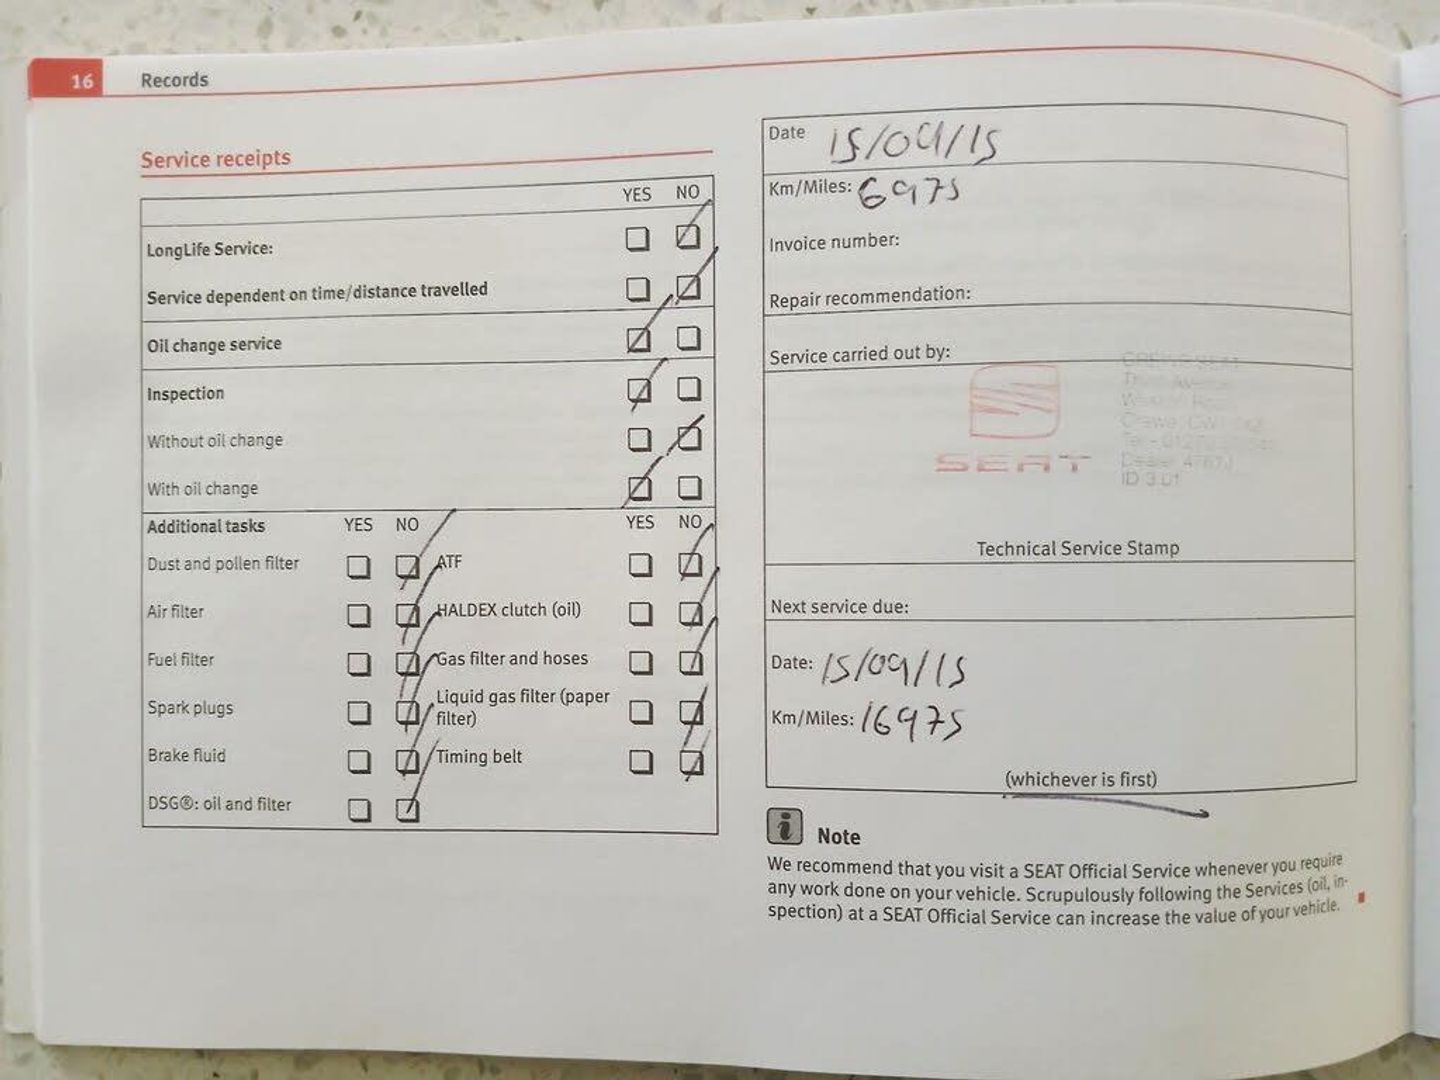 16 Records
Service receipts
YES NO
LongLife Service:
Service dependent on time/distance travelled
Oil change service
Inspection
Without oil change
With oil change
Additional tasks YES NO YES NO
Dust and pollen filter ATF
Air filter HALDEX clutch (oil)
Fuel filter Gas filter and hoses
Spark plugs Liquid gas filter (paper
filter)
Brake fluid Timing belt
DSG®: oil and filter
Date 15/09/15
Km/Miles: 6975
Invoice number:
Repair recommendation:
Service carried out by:
SEAT
ID 3.01
Technical Service Stamp
Next service due:
Date: 15/09/15
Km/Miles: 16975
(whichever is first)
i Note
We recommend that you visit a SEAT Official Service whenever you require
any work done on your vehicle. Scrupulously following the Services (oil, in-
spection) at a SEAT Official Service can increase the value of your vehicle.